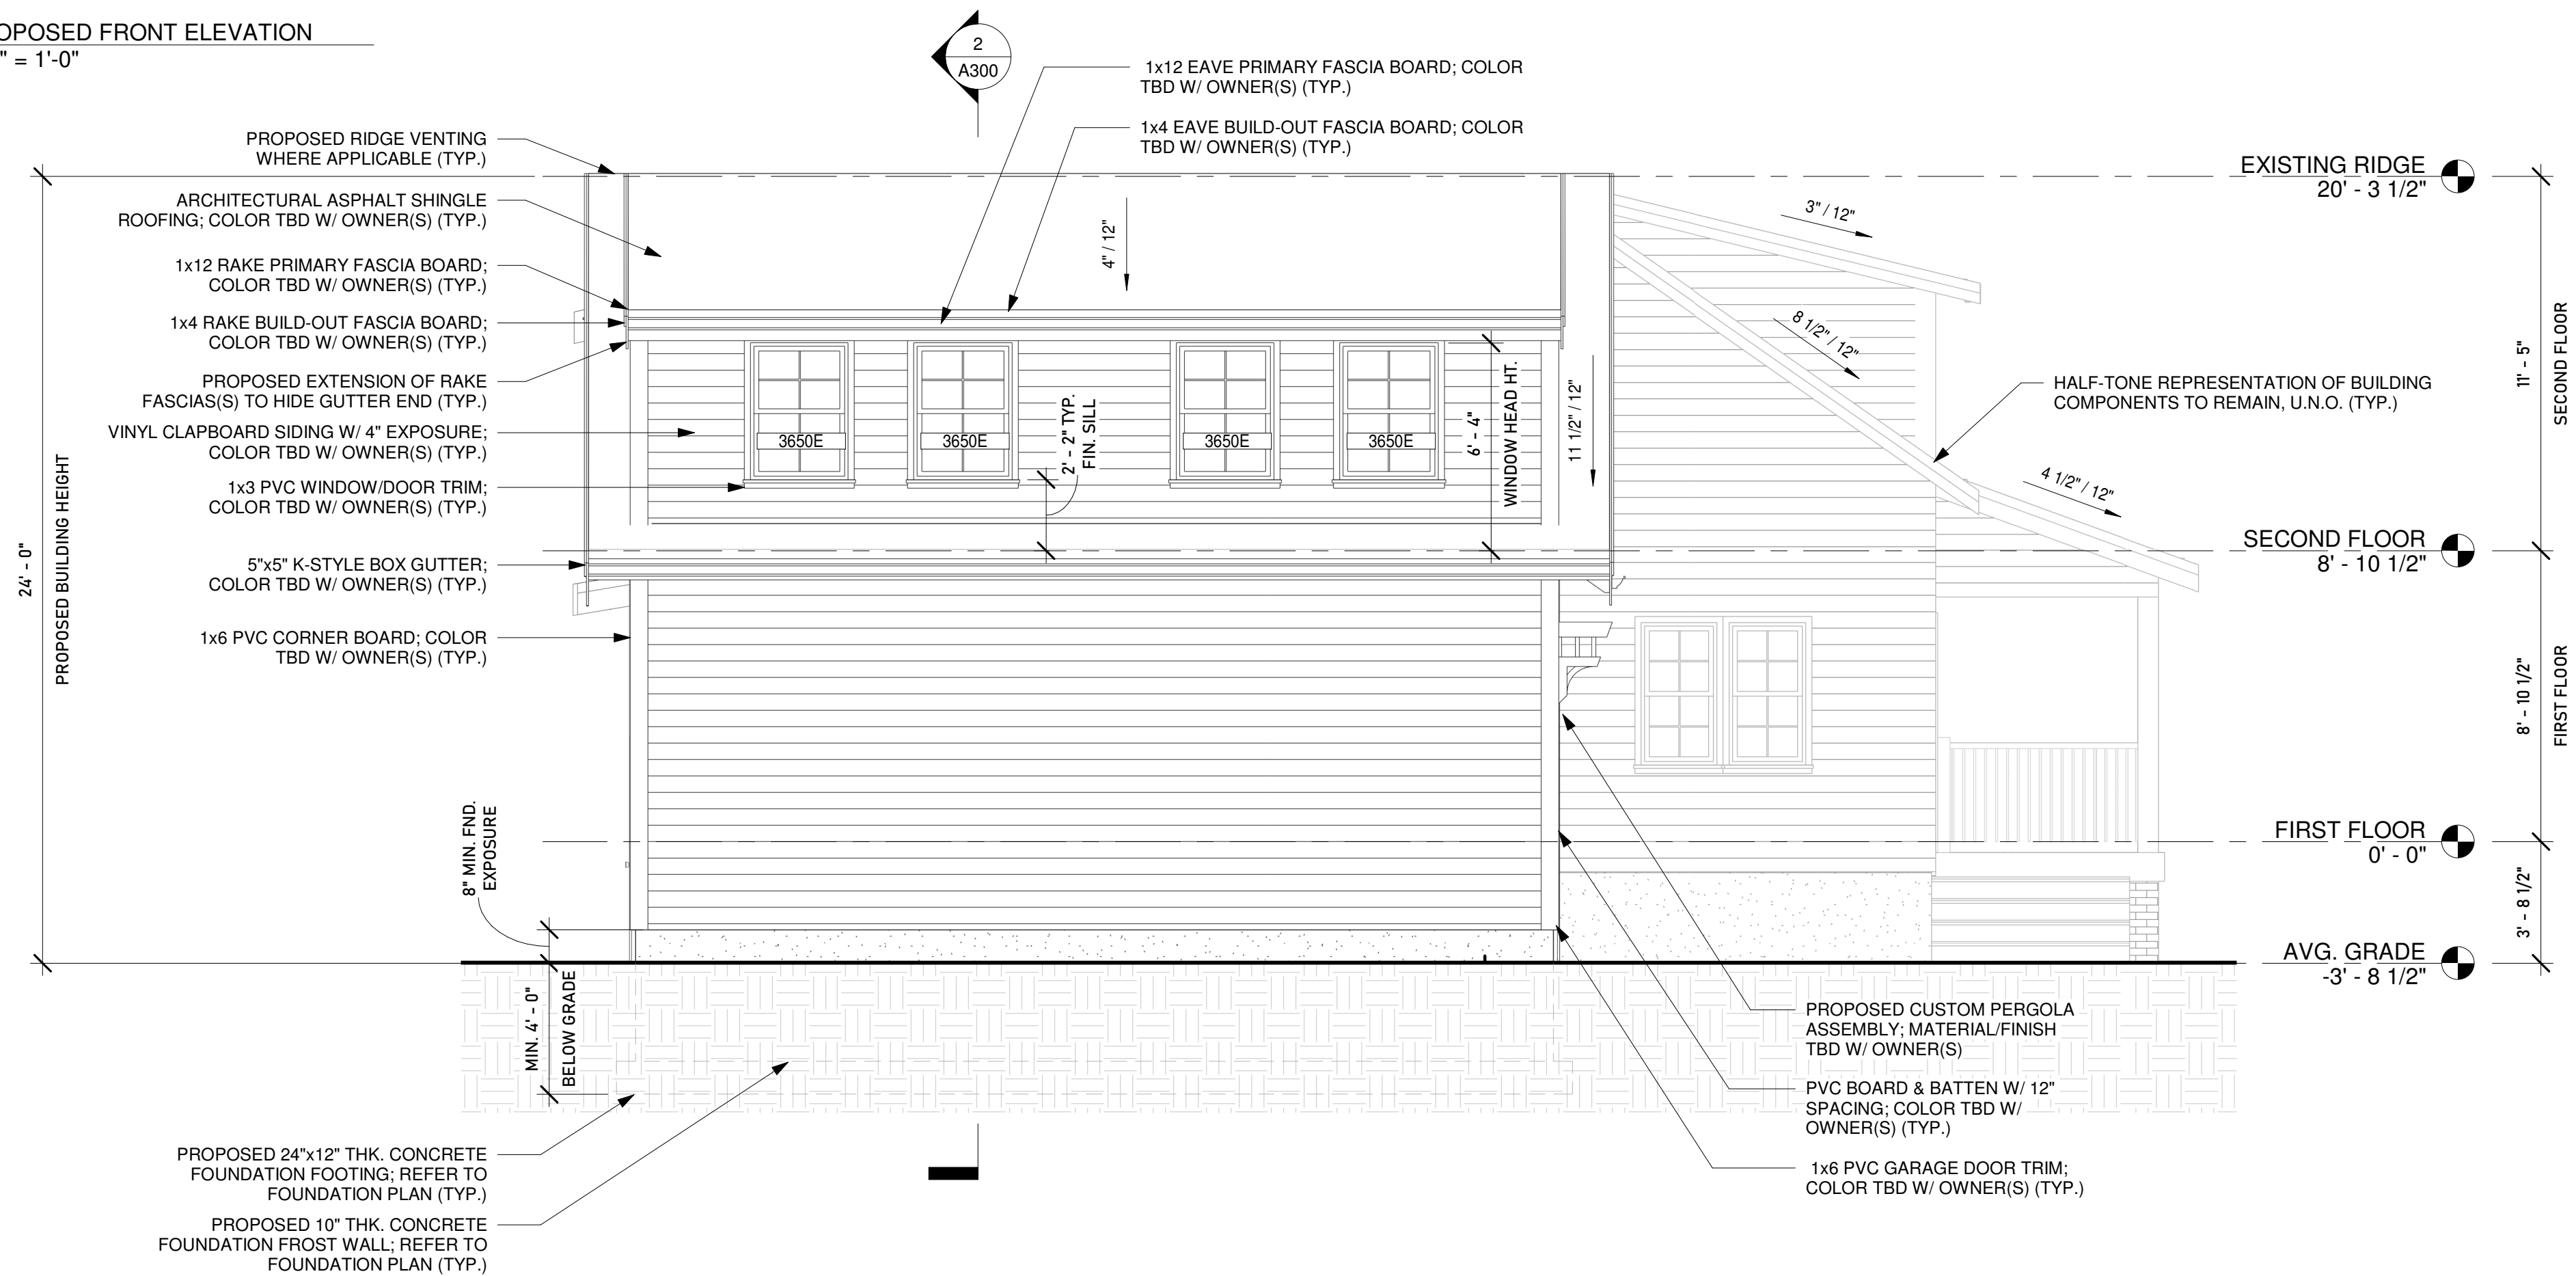 OPOSED FRONT ELEVATION
" = 1'-0"
2
A300
1x12 EAVE PRIMARY FASCIA BOARD; COLOR
TBD W/ OWNER(S) (TYP.)
1x4 EAVE BUILD-OUT FASCIA BOARD; COLOR
TBD W/ OWNER(S) (TYP.)
PROPOSED RIDGE VENTING
WHERE APPLICABLE (TYP.)
ARCHITECTURAL ASPHALT SHINGLE
ROOFING; COLOR TBD W/ OWNER(S) (TYP.)
1x12 RAKE PRIMARY FASCIA BOARD;
COLOR TBD W/ OWNER(S) (TYP.)
1x4 RAKE BUILD-OUT FASCIA BOARD;
COLOR TBD W/ OWNER(S) (TYP.)
PROPOSED EXTENSION OF RAKE
FASCIAS(S) TO HIDE GUTTER END (TYP.)
VINYL CLAPBOARD SIDING W/ 4" EXPOSURE;
COLOR TBD W/ OWNER(S) (TYP.)
1x3 PVC WINDOW/DOOR TRIM;
COLOR TBD W/ OWNER(S) (TYP.)
5"x5" K-STYLE BOX GUTTER;
COLOR TBD W/ OWNER(S) (TYP.)
1x6 PVC CORNER BOARD; COLOR
TBD W/ OWNER(S) (TYP.)
24' - 0"
PROPOSED BUILDING HEIGHT
8" MIN. FND.
EXPOSURE
MIN. 4' - 0"
BELOW GRADE
PROPOSED 24"x12" THK. CONCRETE
FOUNDATION FOOTING; REFER TO
FOUNDATION PLAN (TYP.)
PROPOSED 10" THK. CONCRETE
FOUNDATION FROST WALL; REFER TO
FOUNDATION PLAN (TYP.)
4" / 12"
3650E
3650E
3650E
3650E
2' - 2" TYP.
FIN. SILL
6' - 4"
WINDOW HEAD HT.
11 1/2" / 12"
3" / 12"
8 1/2" / 12"
4 1/2" / 12"
HALF-TONE REPRESENTATION OF BUILDING
COMPONENTS TO REMAIN, U.N.O. (TYP.)
EXISTING RIDGE
20' - 3 1/2"
SECOND FLOOR
8' - 10 1/2"
FIRST FLOOR
0' - 0"
AVG. GRADE
-3' - 8 1/2"
11' - 5"
SECOND FLOOR
8' - 10 1/2"
FIRST FLOOR
3' - 8 1/2"
PROPOSED CUSTOM PERGOLA
ASSEMBLY; MATERIAL/FINISH
TBD W/ OWNER(S)
PVC BOARD & BATTEN W/ 12"
SPACING; COLOR TBD W/
OWNER(S) (TYP.)
1x6 PVC GARAGE DOOR TRIM;
COLOR TBD W/ OWNER(S) (TYP.)